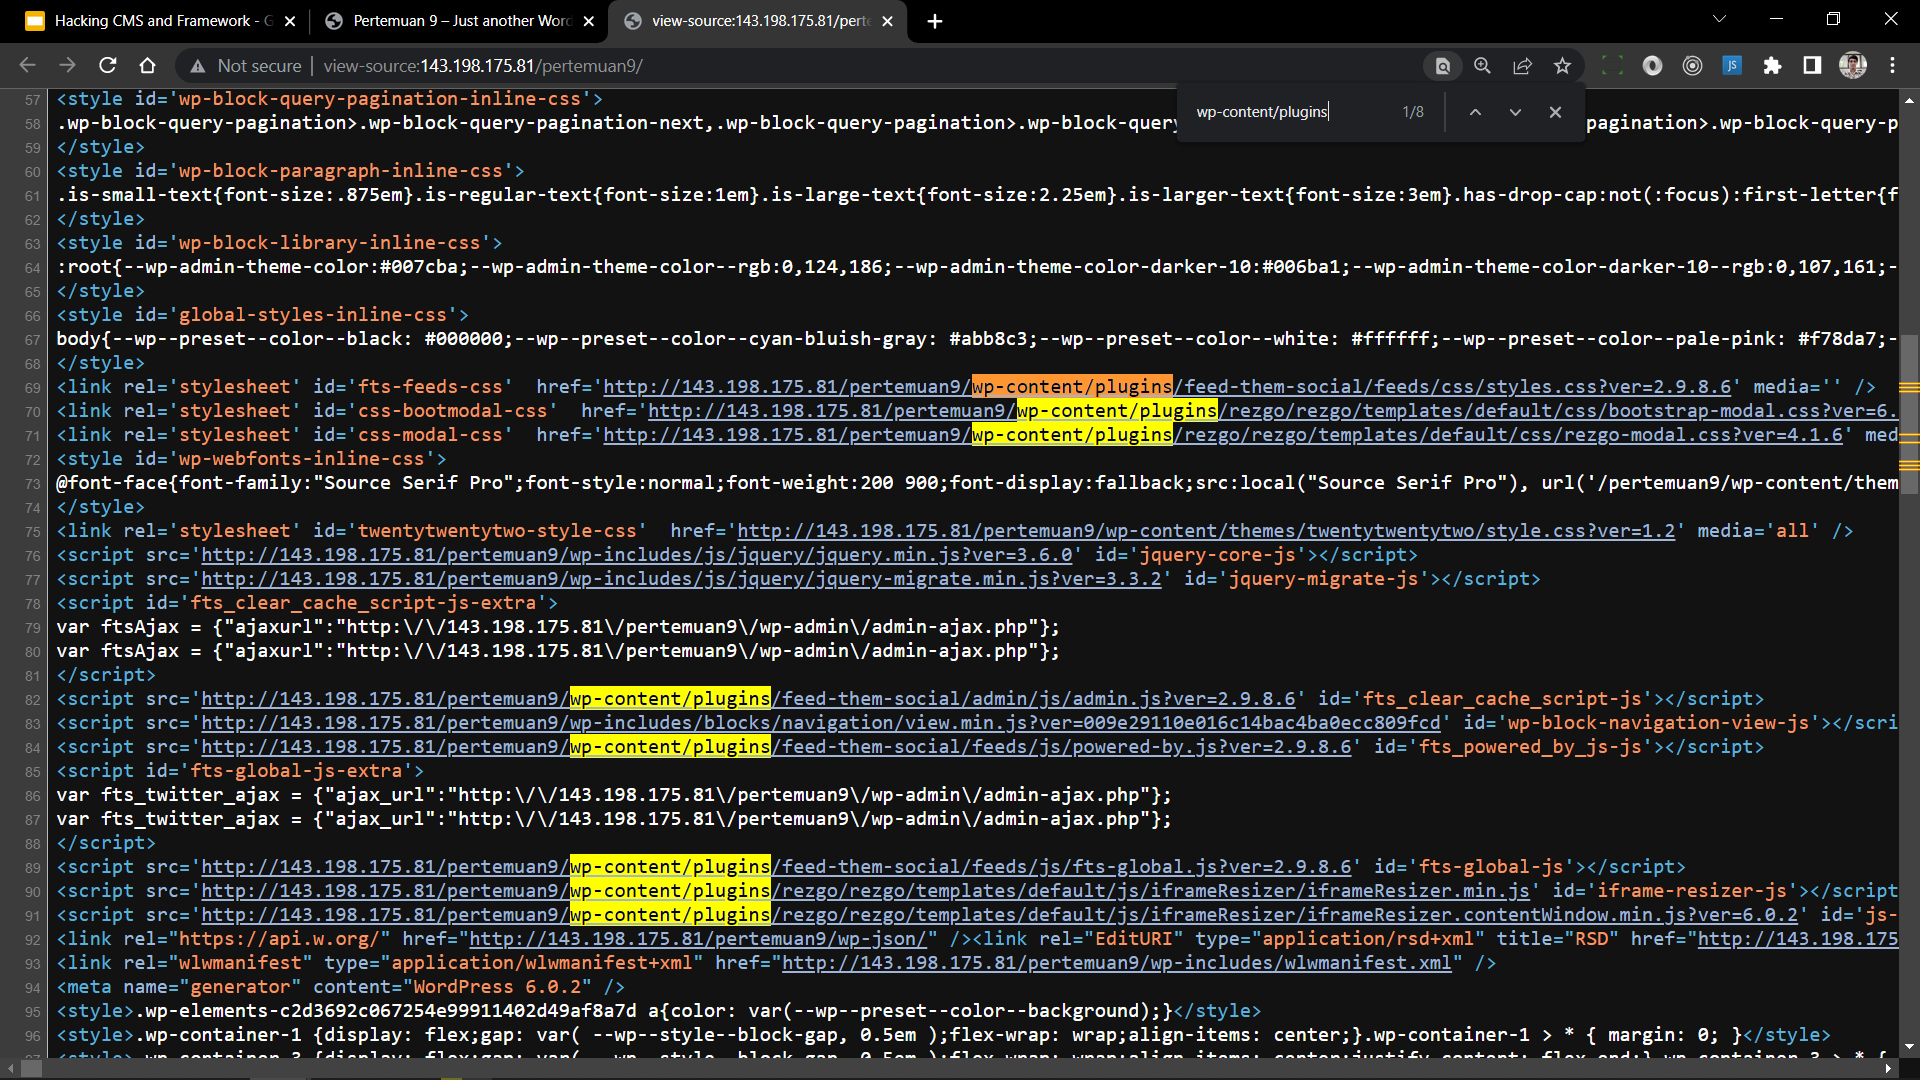 Hacking CMS and Framework - G
Pertemuan 9 – Just another Wor
view-source:143.198.175.81/pert
Not secure
view-source:143.198.175.81/pertemuan9/
JS
wp-content/plugins
1/8
57 <style id='wp-block-query-pagination-inline-css'>
58 .wp-block-query-pagination>.wp-block-query-pagination-next,.wp-block-query-pagination>.wp-block-query pagination>.wp-block-query-p
59 </style>
60 <style id='wp-block-paragraph-inline-css'>
61 .is-small-text{font-size:.875em}.is-regular-text{font-size:1em}.is-large-text{font-size:2.25em}.is-larger-text{font-size:3em}.has-drop-cap:not(:focus):first-letter{f
62 </style>
63 <style id='wp-block-library-inline-css'>
64 :root{--wp-admin-theme-color:#007cba;--wp-admin-theme-color--rgb:0,124,186;--wp-admin-theme-color-darker-10:#006ba1;--wp-admin-theme-color-darker-10--rgb:0,107,161;-
65 </style>
66 <style id='global-styles-inline-css'>
67 body{--wp--preset--color--black: #000000;--wp--preset--color--cyan-bluish-gray: #abb8c3;--wp--preset--color--white: #ffffff;--wp--preset--color--pale-pink: #f78da7;-
68 </style>
69 <link rel='stylesheet' id='fts-feeds-css'  href='http://143.198.175.81/pertemuan9/wp-content/plugins/feed-them-social/feeds/css/styles.css?ver=2.9.8.6' media='' />
70 <link rel='stylesheet' id='css-bootmodal-css'  href='http://143.198.175.81/pertemuan9/wp-content/plugins/rezgo/rezgo/templates/default/css/bootstrap-modal.css?ver=6.
71 <link rel='stylesheet' id='css-modal-css'  href='http://143.198.175.81/pertemuan9/wp-content/plugins/rezgo/rezgo/templates/default/css/rezgo-modal.css?ver=4.1.6' med
72 <style id='wp-webfonts-inline-css'>
73 @font-face{font-family:"Source Serif Pro";font-style:normal;font-weight:200 900;font-display:fallback;src:local("Source Serif Pro"), url('/pertemuan9/wp-content/them
74 </style>
75 <link rel='stylesheet' id='twentytwentytwo-style-css'  href='http://143.198.175.81/pertemuan9/wp-content/themes/twentytwentytwo/style.css?ver=1.2' media='all' />
76 <script src='http://143.198.175.81/pertemuan9/wp-includes/js/jquery/jquery.min.js?ver=3.6.0' id='jquery-core-js'></script>
77 <script src='http://143.198.175.81/pertemuan9/wp-includes/js/jquery/jquery-migrate.min.js?ver=3.3.2' id='jquery-migrate-js'></script>
78 <script id='fts_clear_cache_script-js-extra'>
79 var ftsAjax = {"ajaxurl":"http:\/\/143.198.175.81\/pertemuan9\/wp-admin\/admin-ajax.php"};
80 var ftsAjax = {"ajaxurl":"http:\/\/143.198.175.81\/pertemuan9\/wp-admin\/admin-ajax.php"};
81 </script>
82 <script src='http://143.198.175.81/pertemuan9/wp-content/plugins/feed-them-social/admin/js/admin.js?ver=2.9.8.6' id='fts_clear_cache_script-js'></script>
83 <script src='http://143.198.175.81/pertemuan9/wp-includes/blocks/navigation/view.min.js?ver=009e29110e016c14bac4ba0ecc809fcd' id='wp-block-navigation-view-js'></scri
84 <script src='http://143.198.175.81/pertemuan9/wp-content/plugins/feed-them-social/feeds/js/powered-by.js?ver=2.9.8.6' id='fts_powered_by_js-js'></script>
85 <script id='fts-global-js-extra'>
86 var fts_twitter_ajax = {"ajax_url":"http:\/\/143.198.175.81\/pertemuan9\/wp-admin\/admin-ajax.php"};
87 var fts_twitter_ajax = {"ajax_url":"http:\/\/143.198.175.81\/pertemuan9\/wp-admin\/admin-ajax.php"};
88 </script>
89 <script src='http://143.198.175.81/pertemuan9/wp-content/plugins/feed-them-social/feeds/js/fts-global.js?ver=2.9.8.6' id='fts-global-js'></script>
90 <script src='http://143.198.175.81/pertemuan9/wp-content/plugins/rezgo/rezgo/templates/default/js/iframeResizer/iframeResizer.min.js' id='iframe-resizer-js'></script
91 <script src='http://143.198.175.81/pertemuan9/wp-content/plugins/rezgo/rezgo/templates/default/js/iframeResizer/iframeResizer.contentWindow.min.js?ver=6.0.2' id='js-
92 <link rel="https://api.w.org/" href="http://143.198.175.81/pertemuan9/wp-json/" /><link rel="EditURI" type="application/rsd+xml" title="RSD" href="http://143.198.175
93 <link rel="wlwmanifest" type="application/wlwmanifest+xml" href="http://143.198.175.81/pertemuan9/wp-includes/wlwmanifest.xml" />
94 <meta name="generator" content="WordPress 6.0.2" />
95 <style>.wp-elements-c2d3692c067254e99911402d49af8a7d a{color: var(--wp--preset--color--background);}</style>
96 <style>.wp-container-1 {display: flex;gap: var( --wp--style--block-gap, 0.5em );flex-wrap: wrap;align-items: center;}.wp-container-1 > * { margin: 0; }</style>
97 <style>.wp-container-3 {display: flex;gap: var( --wp--style--block-gap, 0.5em );flex-wrap: wrap;align-items: center;justify-content: flex-end;}.wp-container-3 > * {